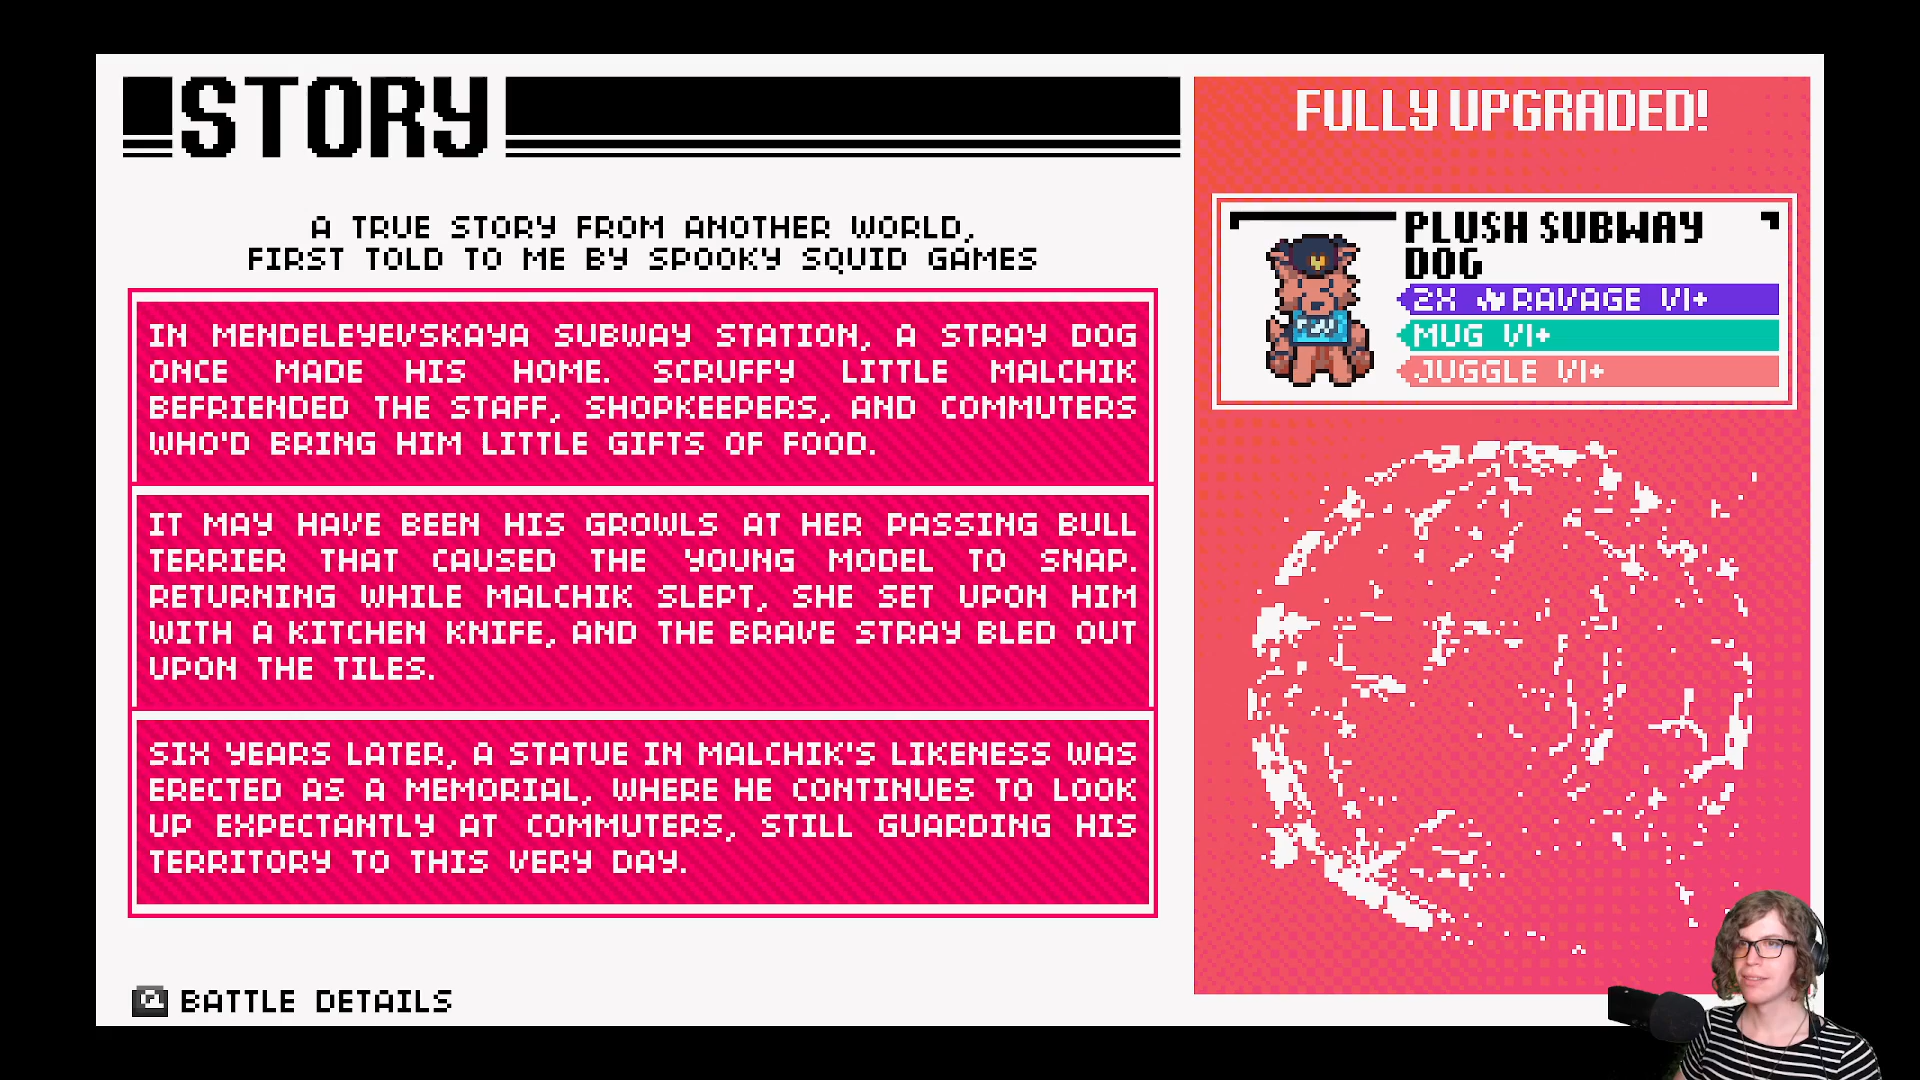 STORY
A TRUE STORY FROM ANOTHER WORLD,
FIRST TOLD TO ME BY SPOOKY SQUID GAMES
IN MENDELEYEVSKAYA SUBWAY STATION, A STRAY DOG
ONCE MADE HIS HOME. SCRUFFY LITTLE MALCHIK
BEFRIENDED THE STAFF, SHOPKEEPERS, AND COMMUTERS
WHO'D BRING HIM LITTLE GIFTS OF FOOD.
IT MAY HAVE BEEN HIS GROWLS AT HER PASSING BULL
TERRIER THAT CAUSED THE YOUNG MODEL TO SNAP.
RETURNING WHILE MALCHIK SLEPT, SHE SET UPON HIM
WITH A KITCHEN KNIFE, AND THE BRAVE STRAY BLED OUT
UPON THE TILES.
SIX YEARS LATER, A STATUE IN MALCHIK'S LIKENESS WAS
ERECTED AS A MEMORIAL, WHERE HE CONTINUES TO LOOK
UP EXPECTANTLY AT COMMUTERS, STILL GUARDING HIS
TERRITORY TO THIS VERY DAY.
BATTLE DETAILS
FULLY UPGRADED!
PLUSH SUBWAY
DOG
2X RAVAGE VI+
MUG VI+
JUGGLE VI+